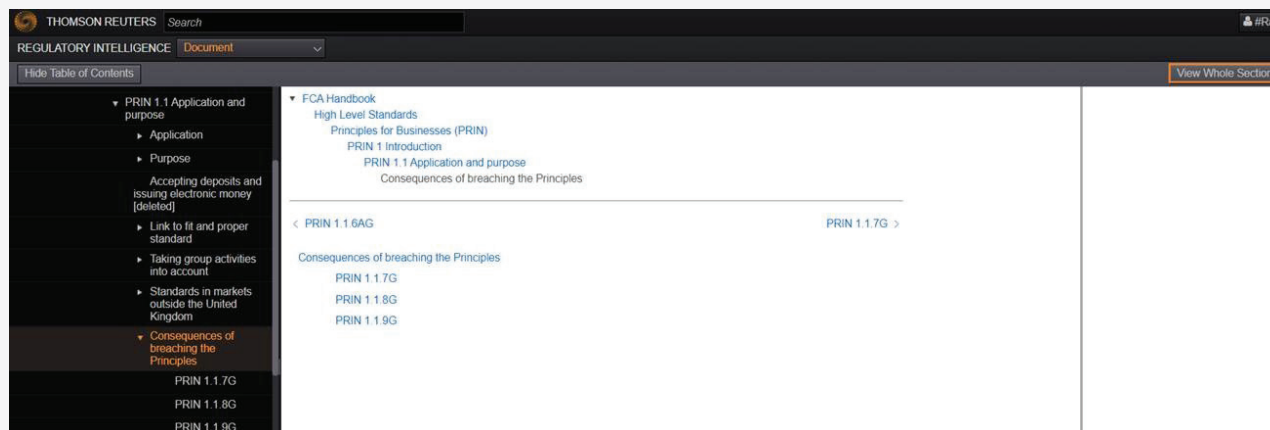 THOMSON REUTERS Search
REGULATORY INTELLIGENCE Document
Hide Table of Contents
View Whole Section
PRIN 1.1 Application and
purpose
Application
Purpose
Accepting deposits and
issuing electronic money
[deleted]
Link to fit and proper
standard
Taking group activities
into account
Standards in markets
outside the United
Kingdom
Consequences of
breaching the
Principles
PRIN 1.1.7G
PRIN 1.1.8G
PRIN 1.1.9G
FCA Handbook
High Level Standards
Principles for Businesses (PRIN)
PRIN 1 Introduction
PRIN 1.1 Application and purpose
Consequences of breaching the Principles
< PRIN 1.1.6AG
PRIN 1.1.7G >
Consequences of breaching the Principles
PRIN 1.1.7G
PRIN 1.1.8G
PRIN 1.1.9G